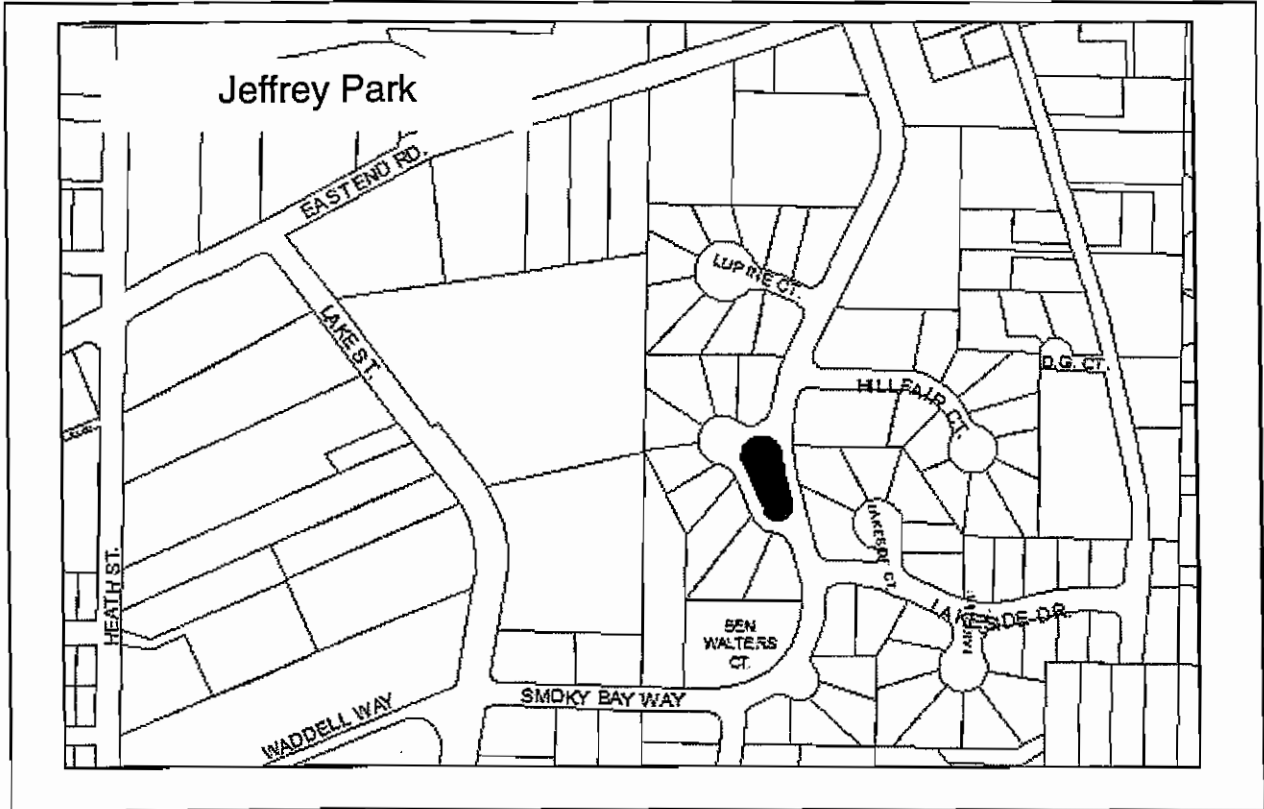 Jeffrey Park
EAST END RD.
LUPINE CT.
LAKE ST.
D.G. CT.
HILLFAIR CT.
LAKESIDE CT.
HEATH ST.
LAKESIDE DR.
BEN
WALTERS
CT.
SMOKY BAY WAY
WADDELL WAY